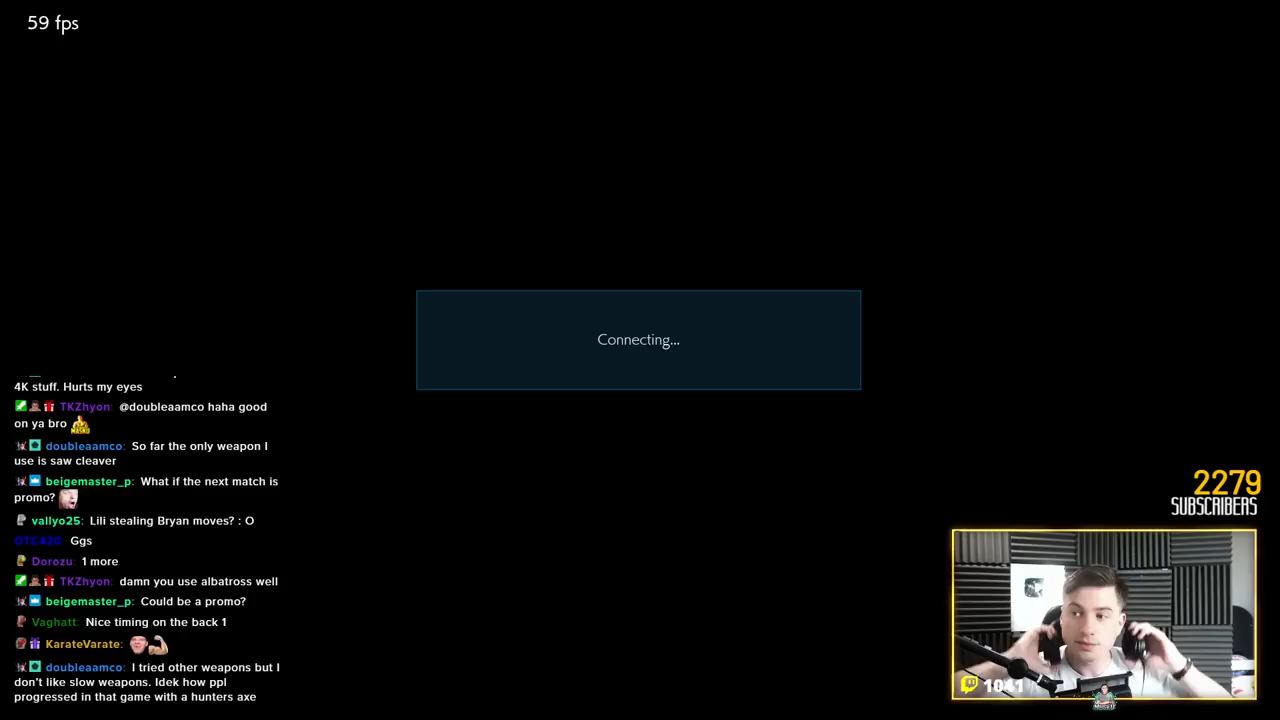 59 fps
Connecting...
4K stuff. Hurts my eyes
TKZhyon: @doubleaamco haha good
on ya bro
doubleaamco: So far the only weapon I
use is saw cleaver
beigemaster_p: What if the next match is
promo?
vallyo25: Lili stealing Bryan moves? : O
OTC420: Ggs
Dorozu: 1 more
TKZhyon: damn you use albatross well
beigemaster_p: Could be a promo?
Vaghatt: Nice timing on the back 1
KarateVarate:
doubleaamco: I tried other weapons but I
don't like slow weapons. Idek how ppl
progressed in that game with a hunters axe
2279
SUBSCRIBERS
1041